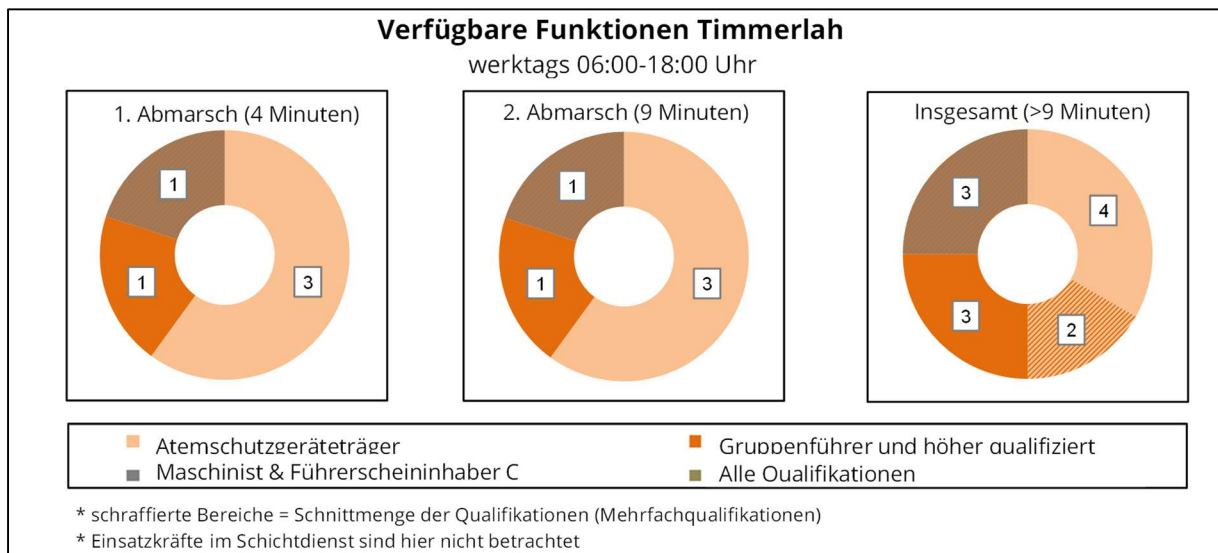 Verfügbare Funktionen Timmerlah
werktags 06:00-18:00 Uhr
1. Abmarsch (4 Minuten)
1
1
3
2. Abmarsch (9 Minuten)
1
1
3
Insgesamt (>9 Minuten)
3
4
3
2
Atemschutzgeräteträger
Gruppenführer und höher qualifiziert
Maschinist & Führerscheininhaber C
Alle Qualifikationen
* schraffierte Bereiche = Schnittmenge der Qualifikationen (Mehrfachqualifikationen)
* Einsatzkräfte im Schichtdienst sind hier nicht betrachtet